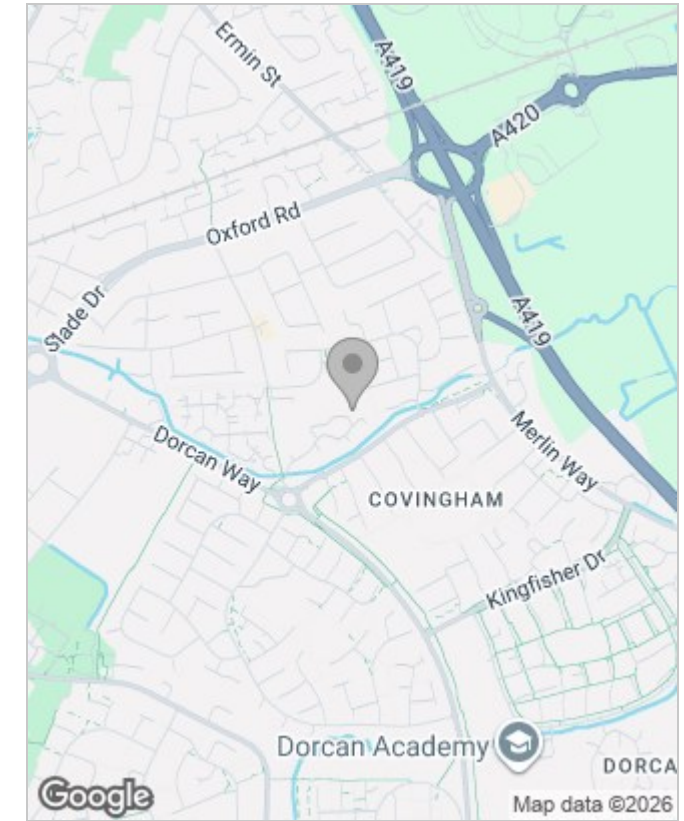 Ermin St
A419
A420
Oxford Rd
Slade Dr
A419
Dorcan Way
Merlin Way
COVINGHAM
Kingfisher Dr
Dorcan Academy
DORCA
Google
Map data ©2026